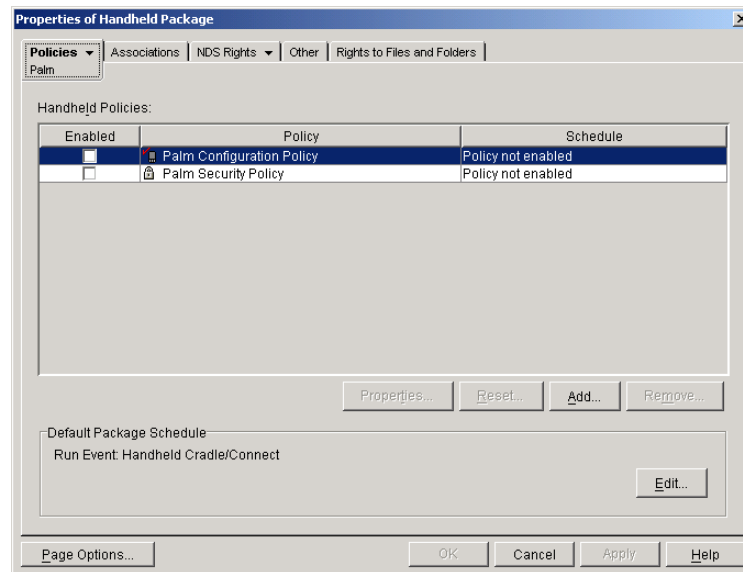 Properties of Handheld Package
Policies Associations NDS Rights Other Rights to Files and Folders
Palm
Handheld Policies:
Enabled Policy Schedule
Palm Configuration Policy Policy not enabled
Palm Security Policy Policy not enabled
Properties... Reset... Add... Remove...
Default Package Schedule
Run Event: Handheld Cradle/Connect
Edit...
Page Options... OK Cancel Apply Help